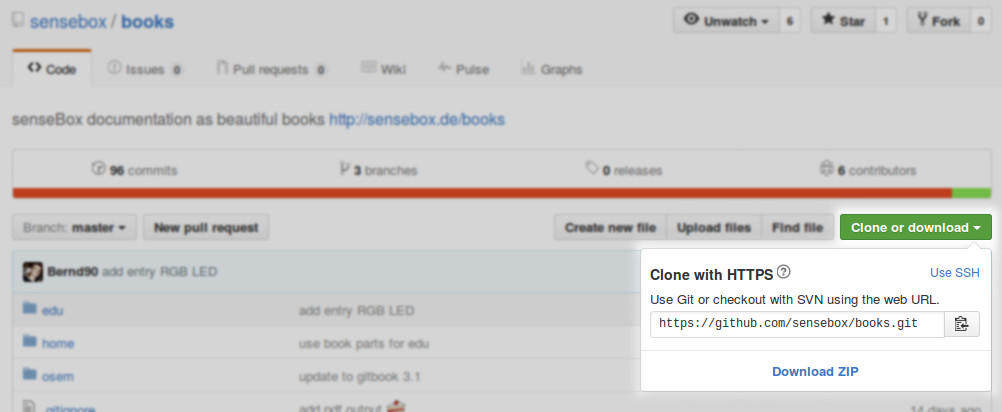 sensebox / books
Unwatch 6 Star 1 Fork 0
Code Issues 0 Pull requests 0 Wiki Pulse Graphs
senseBox documentation as beautiful books http://sensebox.de/books
96 commits 3 branches 0 releases 6 contributors
Branch: master New pull request Create new file Upload files Find file Clone or download
Bernd90 add entry RGB LED
Clone with HTTPS ? Use SSH
Use Git or checkout with SVN using the web URL.
https://github.com/sensebox/books.git
Download ZIP
edu add entry RGB LED
home use book parts for edu
osem update to gitbook 3.1
.gitignore add pdf output 14 days ago